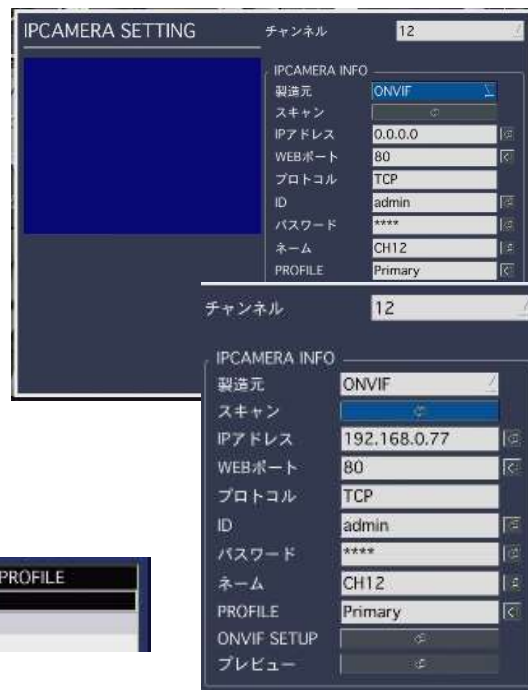 IPCAMERA SETTING
チャンネル 12
IPCAMERA INFO
製造元 ONVIF
スキャン
IPアドレス 0.0.0.0
WEBポート 80
プロトコル TCP
ID admin
パスワード ****
ネーム CH12
PROFILE Primary
チャンネル 12
IPCAMERA INFO
製造元 ONVIF
スキャン
IPアドレス 192.168.0.77
WEBポート 80
プロトコル TCP
ID admin
パスワード ****
ネーム CH12
PROFILE Primary
ONVIF SETUP
プレビュー
PROFILE